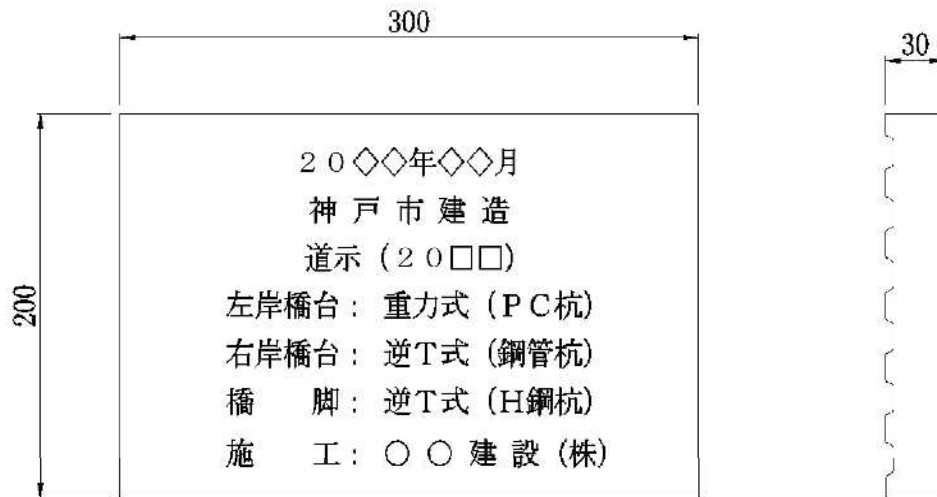 300
30
200
２０◇◇年◇◇月
神戸市建造
道示（２０□□）
左岸橋台：重力式（ＰＣ杭）
右岸橋台：逆Ｔ式（鋼管杭）
橋　脚：逆Ｔ式（H鋼杭）
施　工：○○建設（株）